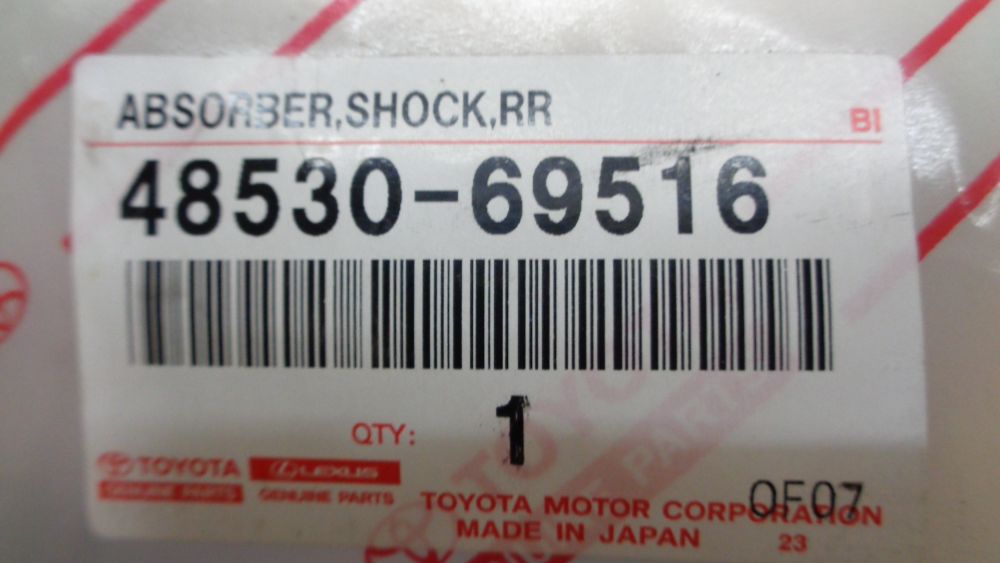 ABSORBER,SHOCK,RR
BI
48530-69516
QTY: 1
TOYOTA
GENUINE PARTS
LEXUS
GENUINE PARTS
TOYOTA MOTOR CORPORATION
0F07
MADE IN JAPAN
23